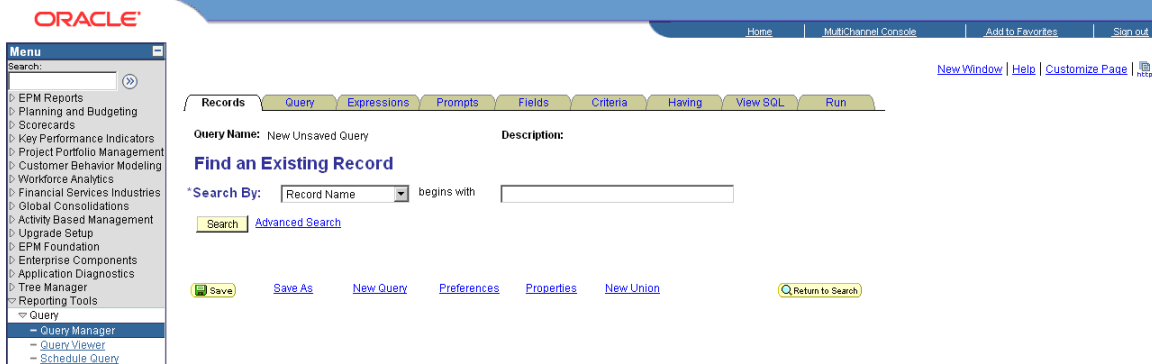 ORACLE'
Home MultiChannel Console Add to Favorites Sign out
Menu
Search:
New Window | Help | Customize Page | http
EPM Reports
Planning and Budgeting
Scorecards
Key Performance Indicators
Project Portfolio Management
Customer Behavior Modeling
Workforce Analytics
Financial Services Industries
Global Consolidations
Activity Based Management
Upgrade Setup
EPM Foundation
Enterprise Components
Application Diagnostics
Tree Manager
Reporting Tools
Query
Query Manager
Query Viewer
Schedule Query
Records Query Expressions Prompts Fields Criteria Having View SQL Run
Query Name: New Unsaved Query Description:
Find an Existing Record
*Search By: Record Name begins with
Search Advanced Search
Save Save As New Query Preferences Properties New Union Return to Search